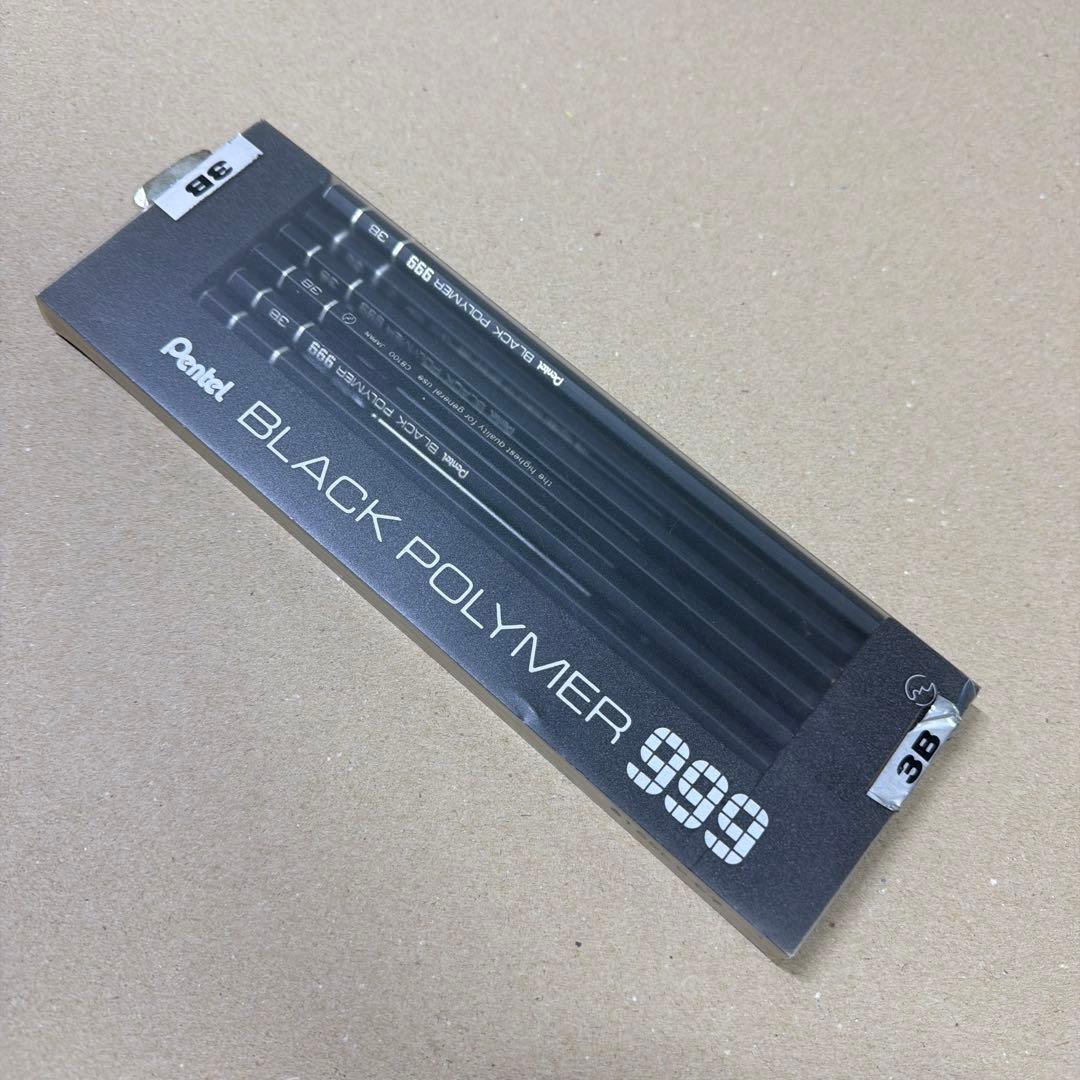 3B
Pentel BLACK POLYMER 999
3B
3B 999 BLACK POLYMER Pentel
3B JAPAN CB100 the highest quality for general use
3B 999 BLACK POLYMER Pentel